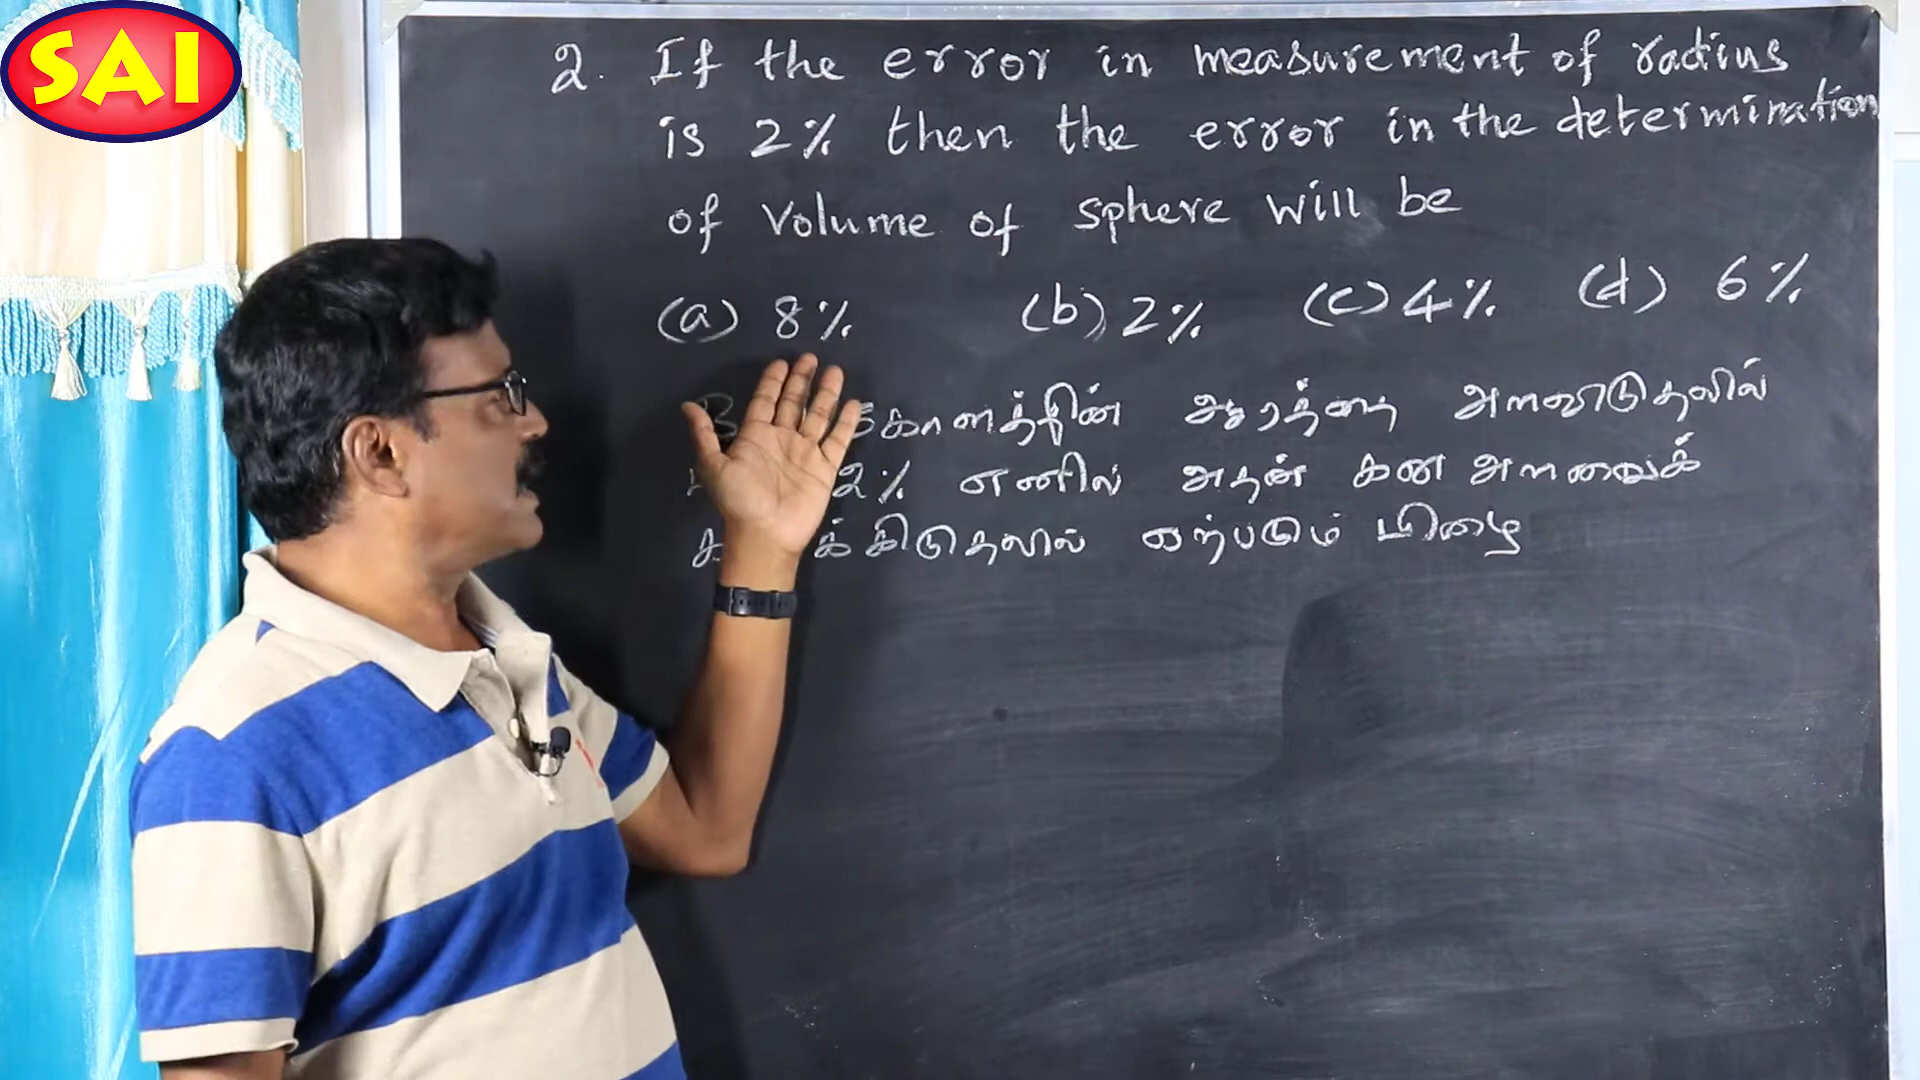 SAI
2. If the error in measurement of radius
is 2% then the error in the determination
of volume of sphere will be
(a) 8% (b) 2% (c) 4% (d) 6%
கோளத்தின் ஆரத்தை அளவிடுதலில்
2% எனில் அதன் கன அளவைக்
க்கிடுதலில் ஏற்படும் பிழை